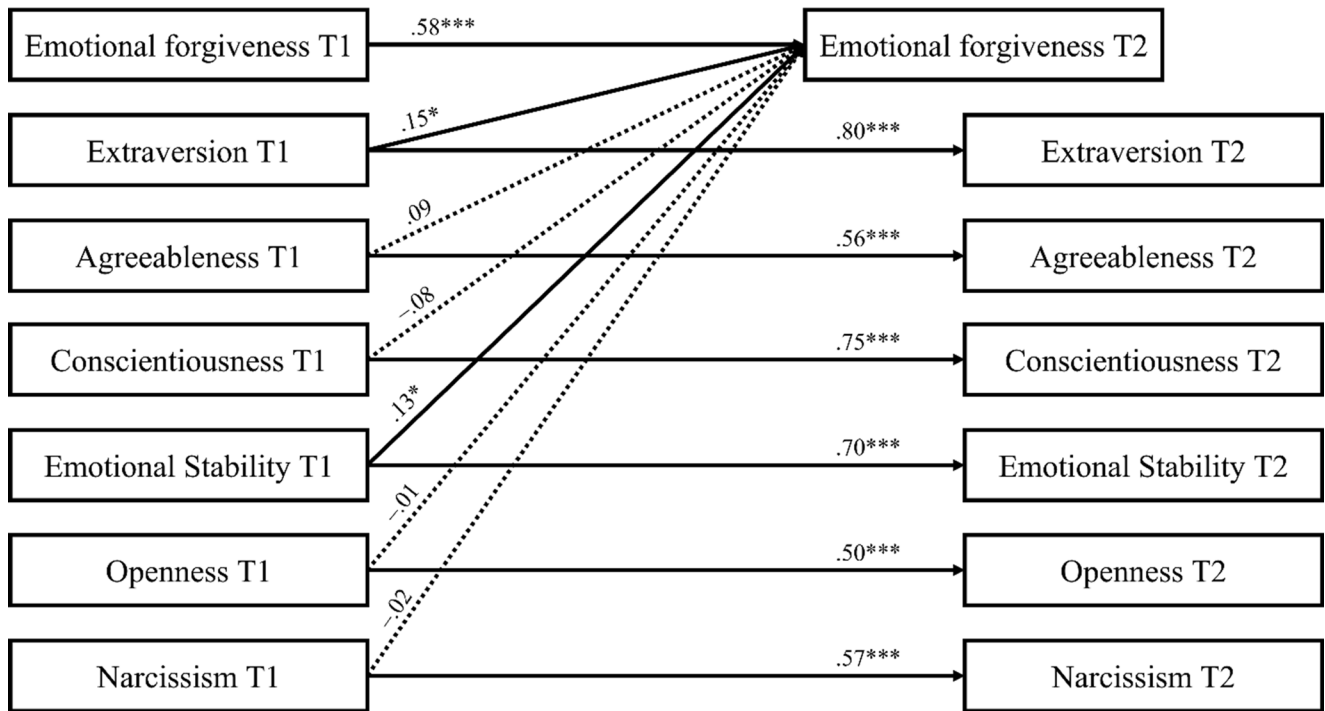 Emotional forgiveness T1
.58***
Emotional forgiveness T2
Extraversion T1
.15*
.80***
Extraversion T2
Agreeableness T1
.09
.56***
Agreeableness T2
Conscientiousness T1
−.08
.75***
Conscientiousness T2
Emotional Stability T1
.13*
.70***
Emotional Stability T2
Openness T1
−.01
.50***
Openness T2
Narcissism T1
−.02
.57***
Narcissism T2